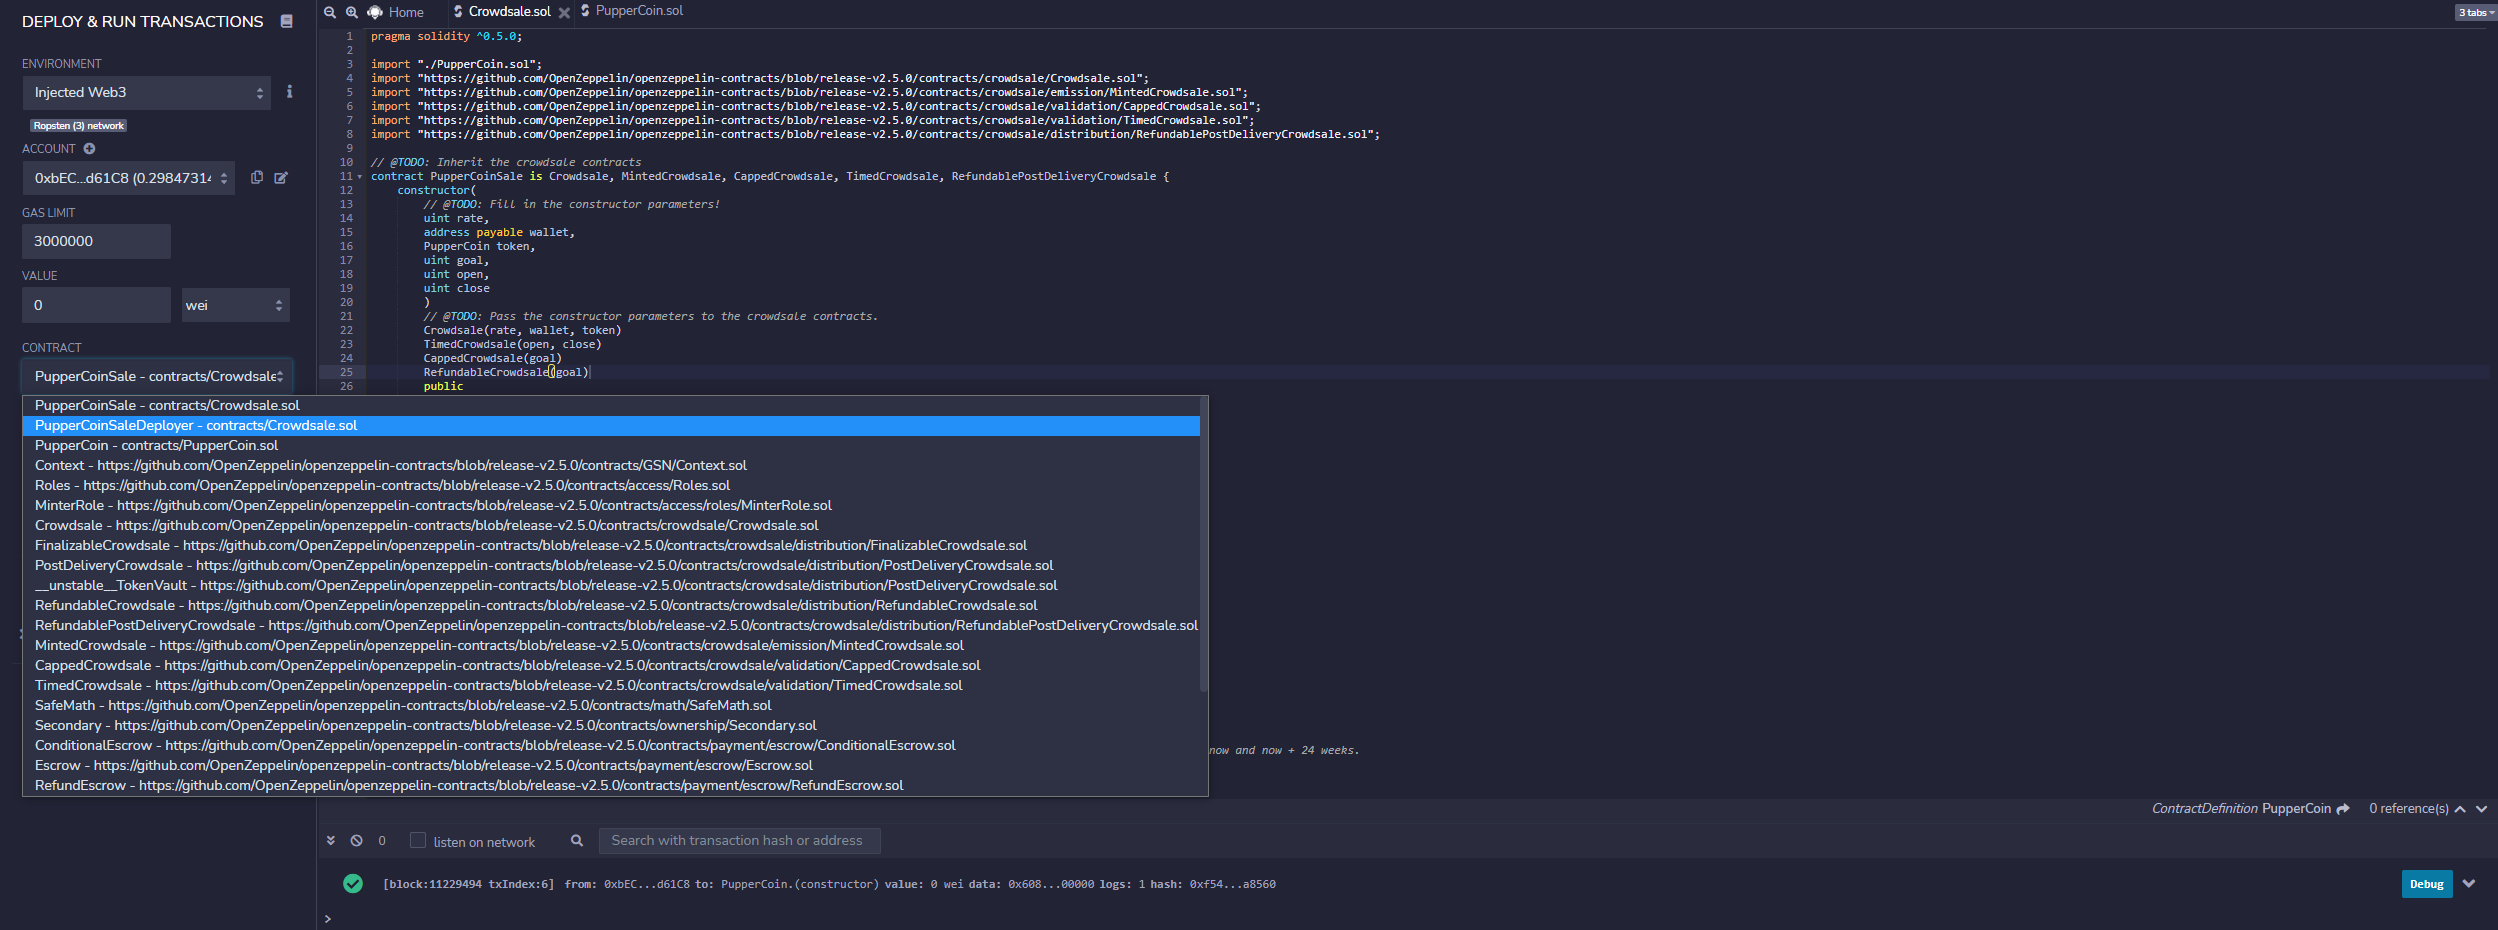 DEPLOY & RUN TRANSACTIONS
ENVIRONMENT
Injected Web3
Ropsten (3) network
ACCOUNT
0xbEC...d61C8 (0.29847314
GAS LIMIT
3000000
VALUE
0
wei
CONTRACT
PupperCoinSale - contracts/Crowdsale
PupperCoinSale - contracts/Crowdsale.sol
PupperCoinSaleDeployer - contracts/Crowdsale.sol
PupperCoin - contracts/PupperCoin.sol
Context - https://github.com/OpenZeppelin/openzeppelin-contracts/blob/release-v2.5.0/contracts/GSN/Context.sol
Roles - https://github.com/OpenZeppelin/openzeppelin-contracts/blob/release-v2.5.0/contracts/access/Roles.sol
MinterRole - https://github.com/OpenZeppelin/openzeppelin-contracts/blob/release-v2.5.0/contracts/access/roles/MinterRole.sol
Crowdsale - https://github.com/OpenZeppelin/openzeppelin-contracts/blob/release-v2.5.0/contracts/crowdsale/Crowdsale.sol
FinalizableCrowdsale - https://github.com/OpenZeppelin/openzeppelin-contracts/blob/release-v2.5.0/contracts/crowdsale/distribution/FinalizableCrowdsale.sol
PostDeliveryCrowdsale - https://github.com/OpenZeppelin/openzeppelin-contracts/blob/release-v2.5.0/contracts/crowdsale/distribution/PostDeliveryCrowdsale.sol
__unstable__TokenVault - https://github.com/OpenZeppelin/openzeppelin-contracts/blob/release-v2.5.0/contracts/crowdsale/distribution/PostDeliveryCrowdsale.sol
RefundableCrowdsale - https://github.com/OpenZeppelin/openzeppelin-contracts/blob/release-v2.5.0/contracts/crowdsale/distribution/RefundableCrowdsale.sol
RefundablePostDeliveryCrowdsale - https://github.com/OpenZeppelin/openzeppelin-contracts/blob/release-v2.5.0/contracts/crowdsale/distribution/RefundablePostDeliveryCrowdsale.sol
MintedCrowdsale - https://github.com/OpenZeppelin/openzeppelin-contracts/blob/release-v2.5.0/contracts/crowdsale/emission/MintedCrowdsale.sol
CappedCrowdsale - https://github.com/OpenZeppelin/openzeppelin-contracts/blob/release-v2.5.0/contracts/crowdsale/validation/CappedCrowdsale.sol
TimedCrowdsale - https://github.com/OpenZeppelin/openzeppelin-contracts/blob/release-v2.5.0/contracts/crowdsale/validation/TimedCrowdsale.sol
SafeMath - https://github.com/OpenZeppelin/openzeppelin-contracts/blob/release-v2.5.0/contracts/math/SafeMath.sol
Secondary - https://github.com/OpenZeppelin/openzeppelin-contracts/blob/release-v2.5.0/contracts/ownership/Secondary.sol
ConditionalEscrow - https://github.com/OpenZeppelin/openzeppelin-contracts/blob/release-v2.5.0/contracts/payment/escrow/ConditionalEscrow.sol
Escrow - https://github.com/OpenZeppelin/openzeppelin-contracts/blob/release-v2.5.0/contracts/payment/escrow/Escrow.sol
RefundEscrow - https://github.com/OpenZeppelin/openzeppelin-contracts/blob/release-v2.5.0/contracts/payment/escrow/RefundEscrow.sol
Home Crowdsale.sol PupperCoin.sol 3 tabs
1 pragma solidity ^0.5.0;
2
3 import "./PupperCoin.sol";
4 import "https://github.com/OpenZeppelin/openzeppelin-contracts/blob/release-v2.5.0/contracts/crowdsale/Crowdsale.sol";
5 import "https://github.com/OpenZeppelin/openzeppelin-contracts/blob/release-v2.5.0/contracts/crowdsale/emission/MintedCrowdsale.sol";
6 import "https://github.com/OpenZeppelin/openzeppelin-contracts/blob/release-v2.5.0/contracts/crowdsale/validation/CappedCrowdsale.sol";
7 import "https://github.com/OpenZeppelin/openzeppelin-contracts/blob/release-v2.5.0/contracts/crowdsale/validation/TimedCrowdsale.sol";
8 import "https://github.com/OpenZeppelin/openzeppelin-contracts/blob/release-v2.5.0/contracts/crowdsale/distribution/RefundablePostDeliveryCrowdsale.sol";
9
10 // @TODO: Inherit the crowdsale contracts
11 contract PupperCoinSale is Crowdsale, MintedCrowdsale, CappedCrowdsale, TimedCrowdsale, RefundablePostDeliveryCrowdsale {
12 constructor(
13 // @TODO: Fill in the constructor parameters!
14 uint rate,
15 address payable wallet,
16 PupperCoin token,
17 uint goal,
18 uint open,
19 uint close
20 )
21 // @TODO: Pass the constructor parameters to the crowdsale contracts.
22 Crowdsale(rate, wallet, token)
23 TimedCrowdsale(open, close)
24 CappedCrowdsale(goal)
25 RefundableCrowdsale(goal)
26 public
now and now + 24 weeks.
ContractDefinition PupperCoin 0 reference(s)
0 listen on network Search with transaction hash or address
[block:11229494 txIndex:6] from: 0xbEC...d61C8 to: PupperCoin.(constructor) value: 0 wei data: 0x608...00000 logs: 1 hash: 0xf54...a8560
Debug
>